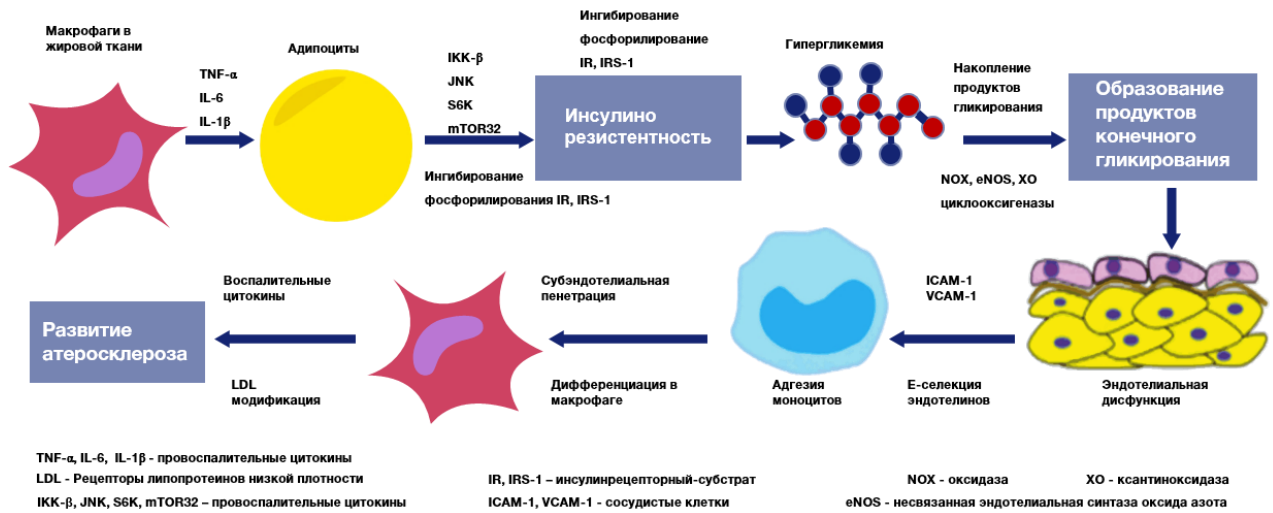 Макрофаги в
жировой ткани
TNF-α
IL-6
IL-1β
Адипоциты
IKK-β
JNK
S6K
mTOR32
Ингибирование
фосфорилирования IR, IRS-1
Ингибирование
фосфорилирование
IR, IRS-1
Инсулино
резистентность
Гипергликемия
Накопление
продуктов
гликирования
NOX, eNOS, XO
циклооксигеназы
Образование
продуктов
конечного
гликирования
Эндотелиальная
дисфункция
ICAM-1
VCAM-1
Е-селекция
эндотелинов
Адгезия
моноцитов
Субэндотелиальная
пенетрация
Дифференциация в
макрофаге
Воспалительные
цитокины
LDL
модификация
Развитие
атеросклероза
TNF-α, IL-6, IL-1β - провоспалительные цитокины
LDL - Рецепторы липопротеинов низкой плотности
IKK-β, JNK, S6K, mTOR32 – провоспалительные цитокины
IR, IRS-1 – инсулинрецепторный-субстрат
ICAM-1, VCAM-1 - сосудистые клетки
NOX - оксидаза
XO - ксантиноксидаза
eNOS - несвязанная эндотелиальная синтаза оксида азота